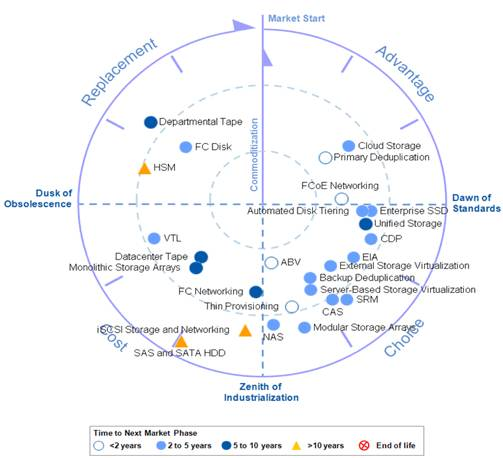 Market Start
Replacement
Advantage
Commoditization
Departmental Tape
FC Disk
HSM
Cloud Storage
Primary Deduplication
FCoE Networking
Dusk of
Obsolescence
Dawn of
Standards
Automated Disk Tiering
Enterprise SSD
Unified Storage
VTL
CDP
Datacenter Tape
Monolithic Storage Arrays
ABV
EIA
External Storage Virtualization
Backup Deduplication
FC Networking
Server-Based Storage Virtualization
Thin Provisioning
SRM
CAS
iSCSI Storage and Networking
NAS
Modular Storage Arrays
Cost
SAS and SATA HDD
Choice
Zenith of
Industrialization
Time to Next Market Phase
<2 years
2 to 5 years
5 to 10 years
>10 years
End of life